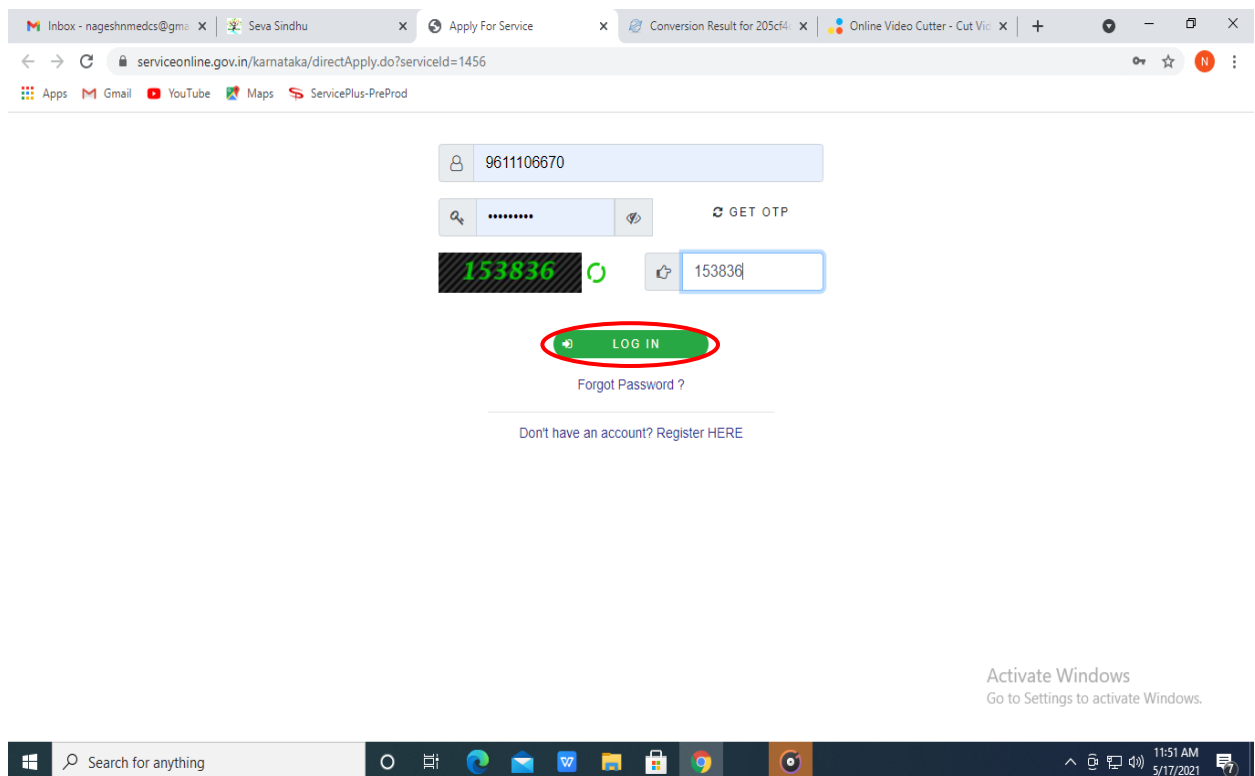 Inbox - nageshnmedcs@gma
Seva Sindhu
Apply For Service
Conversion Result for 205cf4
Online Video Cutter - Cut Vid
serviceonline.gov.in/karnataka/directApply.do?serviceId=1456
N
Apps
Gmail
YouTube
Maps
ServicePlus-PreProd
9611106670
•••••••••
GET OTP
153836
153836
LOG IN
Forgot Password ?
Don't have an account? Register HERE
Activate Windows
Go to Settings to activate Windows.
Search for anything
W
11:51 AM
5/17/2021
7